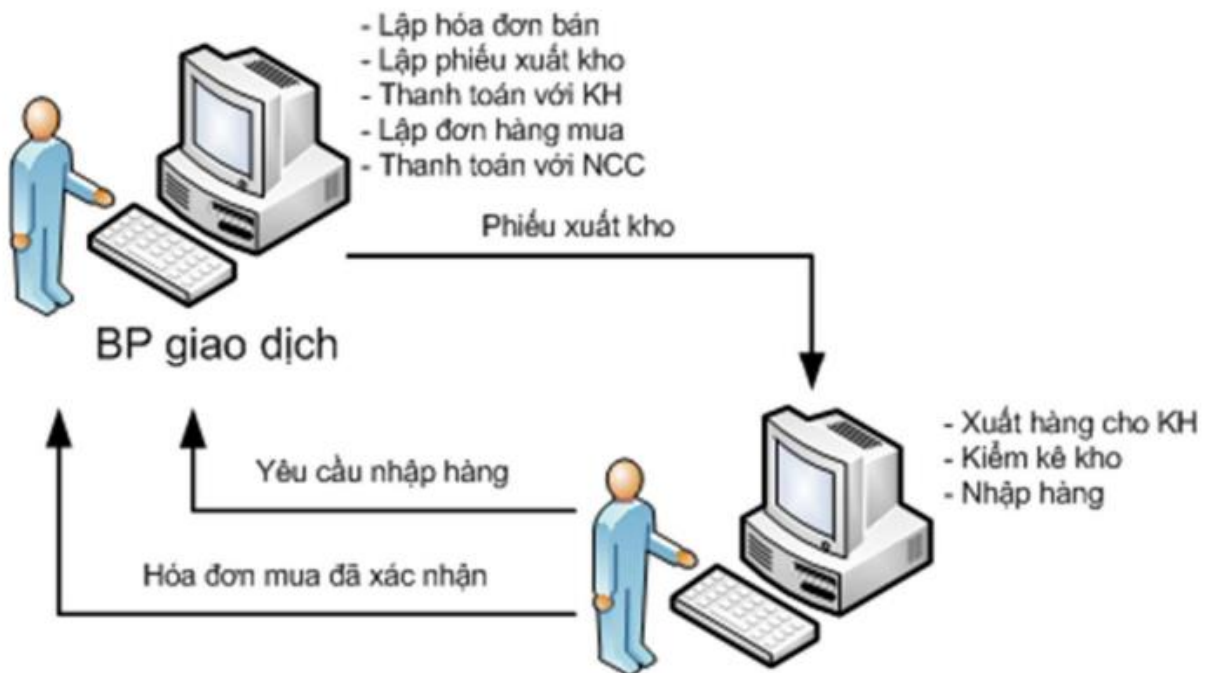 - Lập hóa đơn bán
- Lập phiếu xuất kho
- Thanh toán với KH
- Lập đơn hàng mua
- Thanh toán với NCC
Phiếu xuất kho
BP giao dịch
- Xuất hàng cho KH
- Kiểm kê kho
- Nhập hàng
Yêu cầu nhập hàng
Hóa đơn mua đã xác nhận